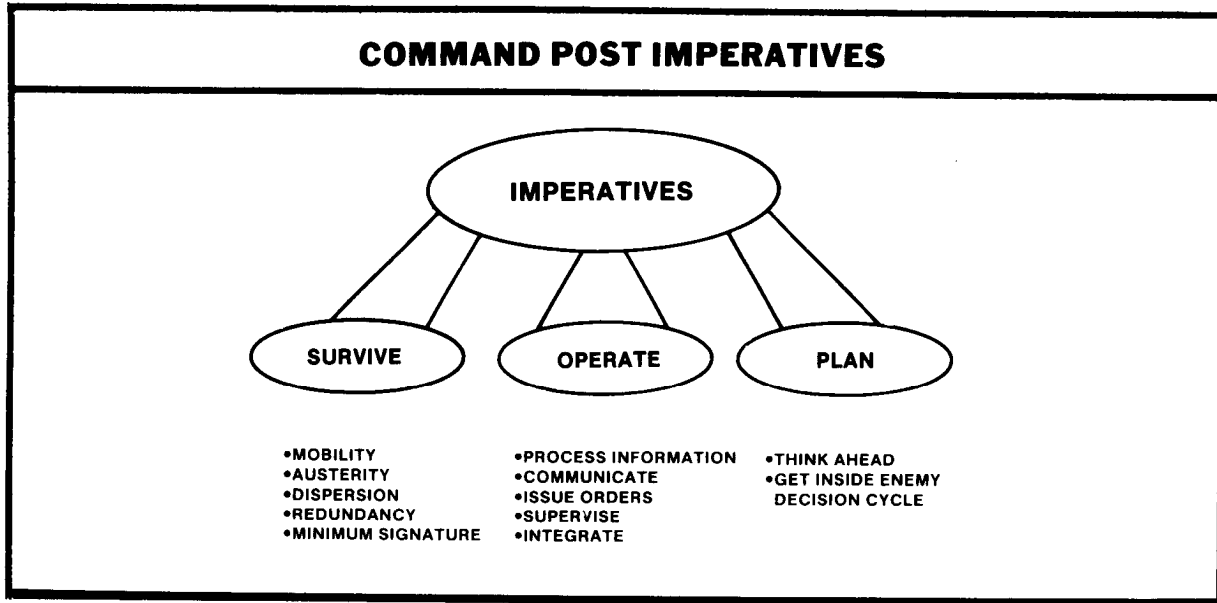 COMMAND POST IMPERATIVES
IMPERATIVES
SURVIVE
OPERATE
PLAN
•MOBILITY
•AUSTERITY
•DISPERSION
•REDUNDANCY
•MINIMUM SIGNATURE
•PROCESS INFORMATION
•COMMUNICATE
•ISSUE ORDERS
•SUPERVISE
•INTEGRATE
•THINK AHEAD
•GET INSIDE ENEMY
DECISION CYCLE